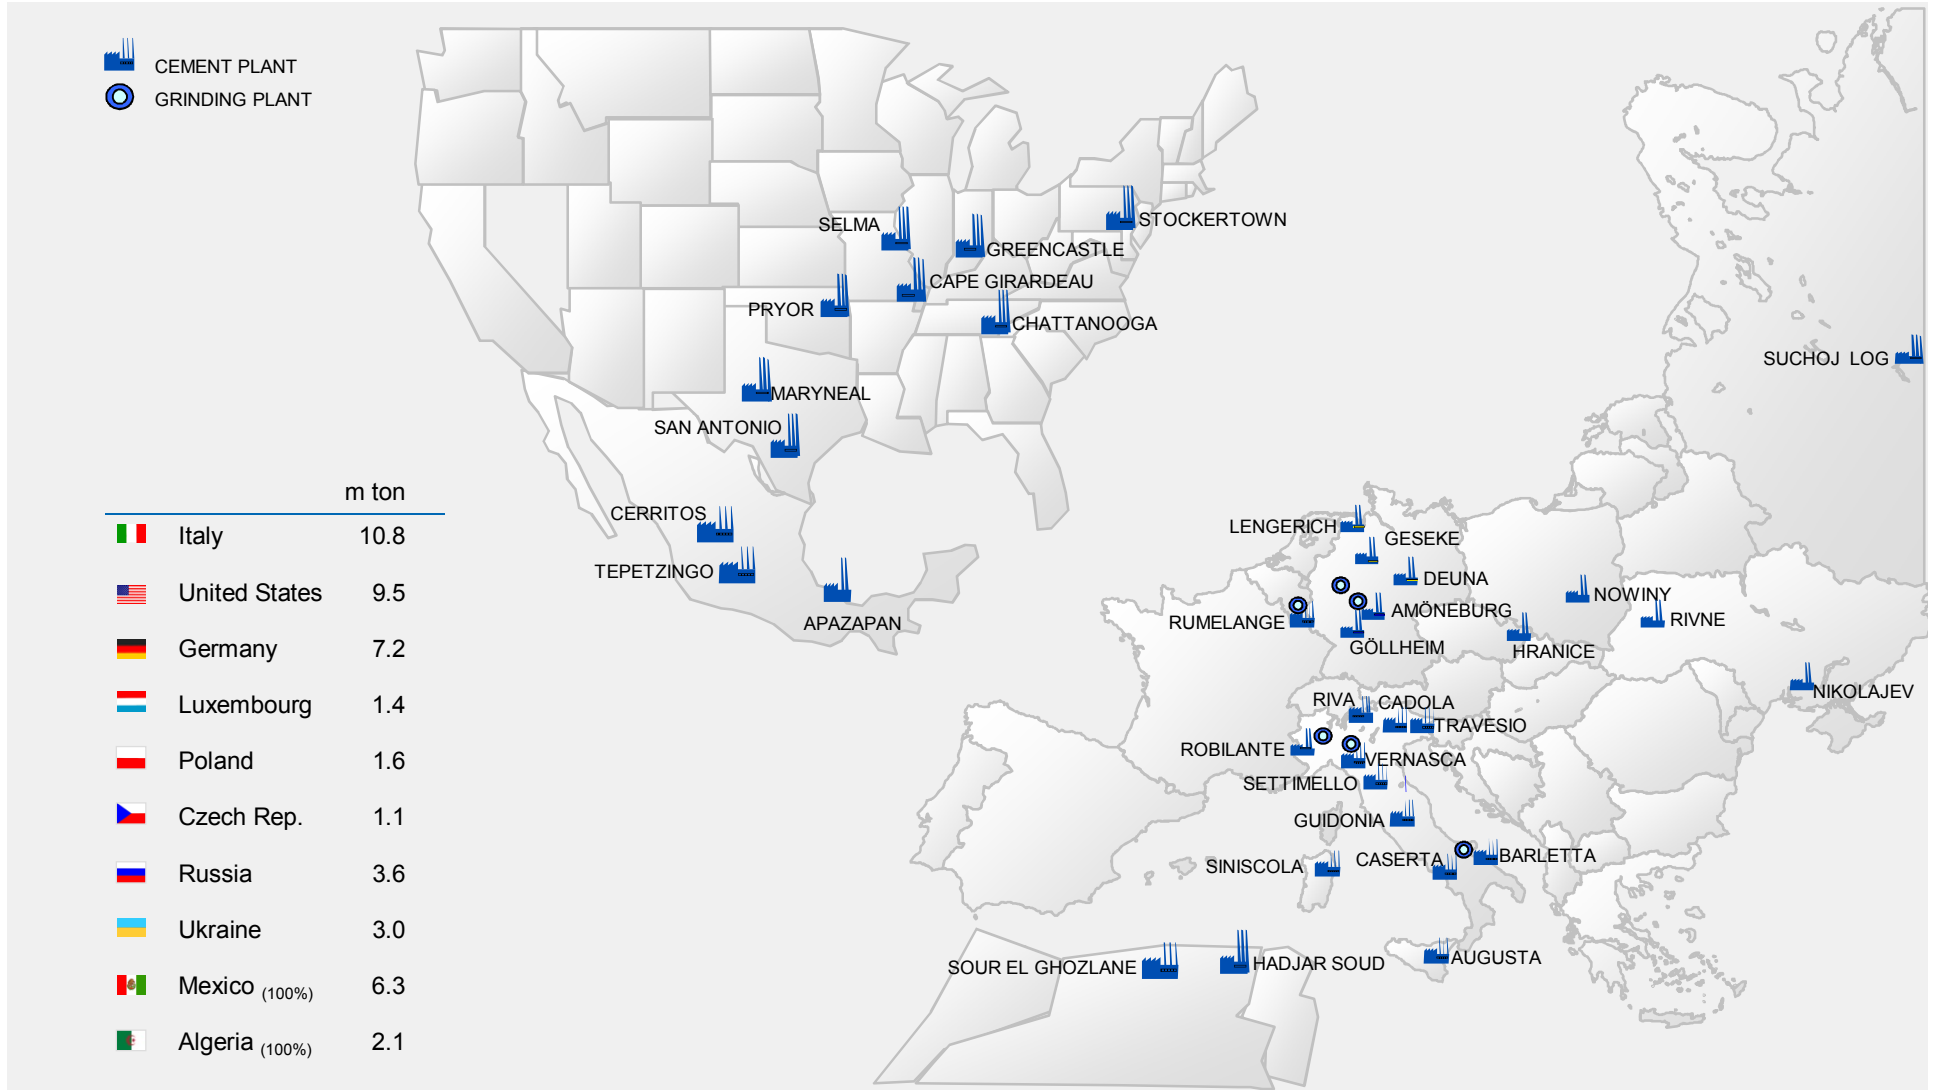 CEMENT PLANT
GRINDING PLANT
SELMA
STOCKERTOWN
GREENCASTLE
CAPE GIRARDEAU
PRYOR
CHATTANOOGA
SUCHOJ LOG
MARYNEAL
SAN ANTONIO
CERRITOS
TEPETZINGO
APAZAPAN
LENGERICH
GESEKE
DEUNA
NOWINY
AMÖNEBURG
RUMELANGE
RIVNE
GÖLLHEIM
HRANICE
NIKOLAJEV
RIVA
CADOLA
TRAVESIO
ROBILANTE
VERNASCA
SETTIMELLO
GUIDONIA
SINISCOLA
CASERTA
BARLETTA
AUGUSTA
SOUR EL GHOZLANE
HADJAR SOUD
m ton
Italy 10.8
United States 9.5
Germany 7.2
Luxembourg 1.4
Poland 1.6
Czech Rep. 1.1
Russia 3.6
Ukraine 3.0
Mexico (100%) 6.3
Algeria (100%) 2.1